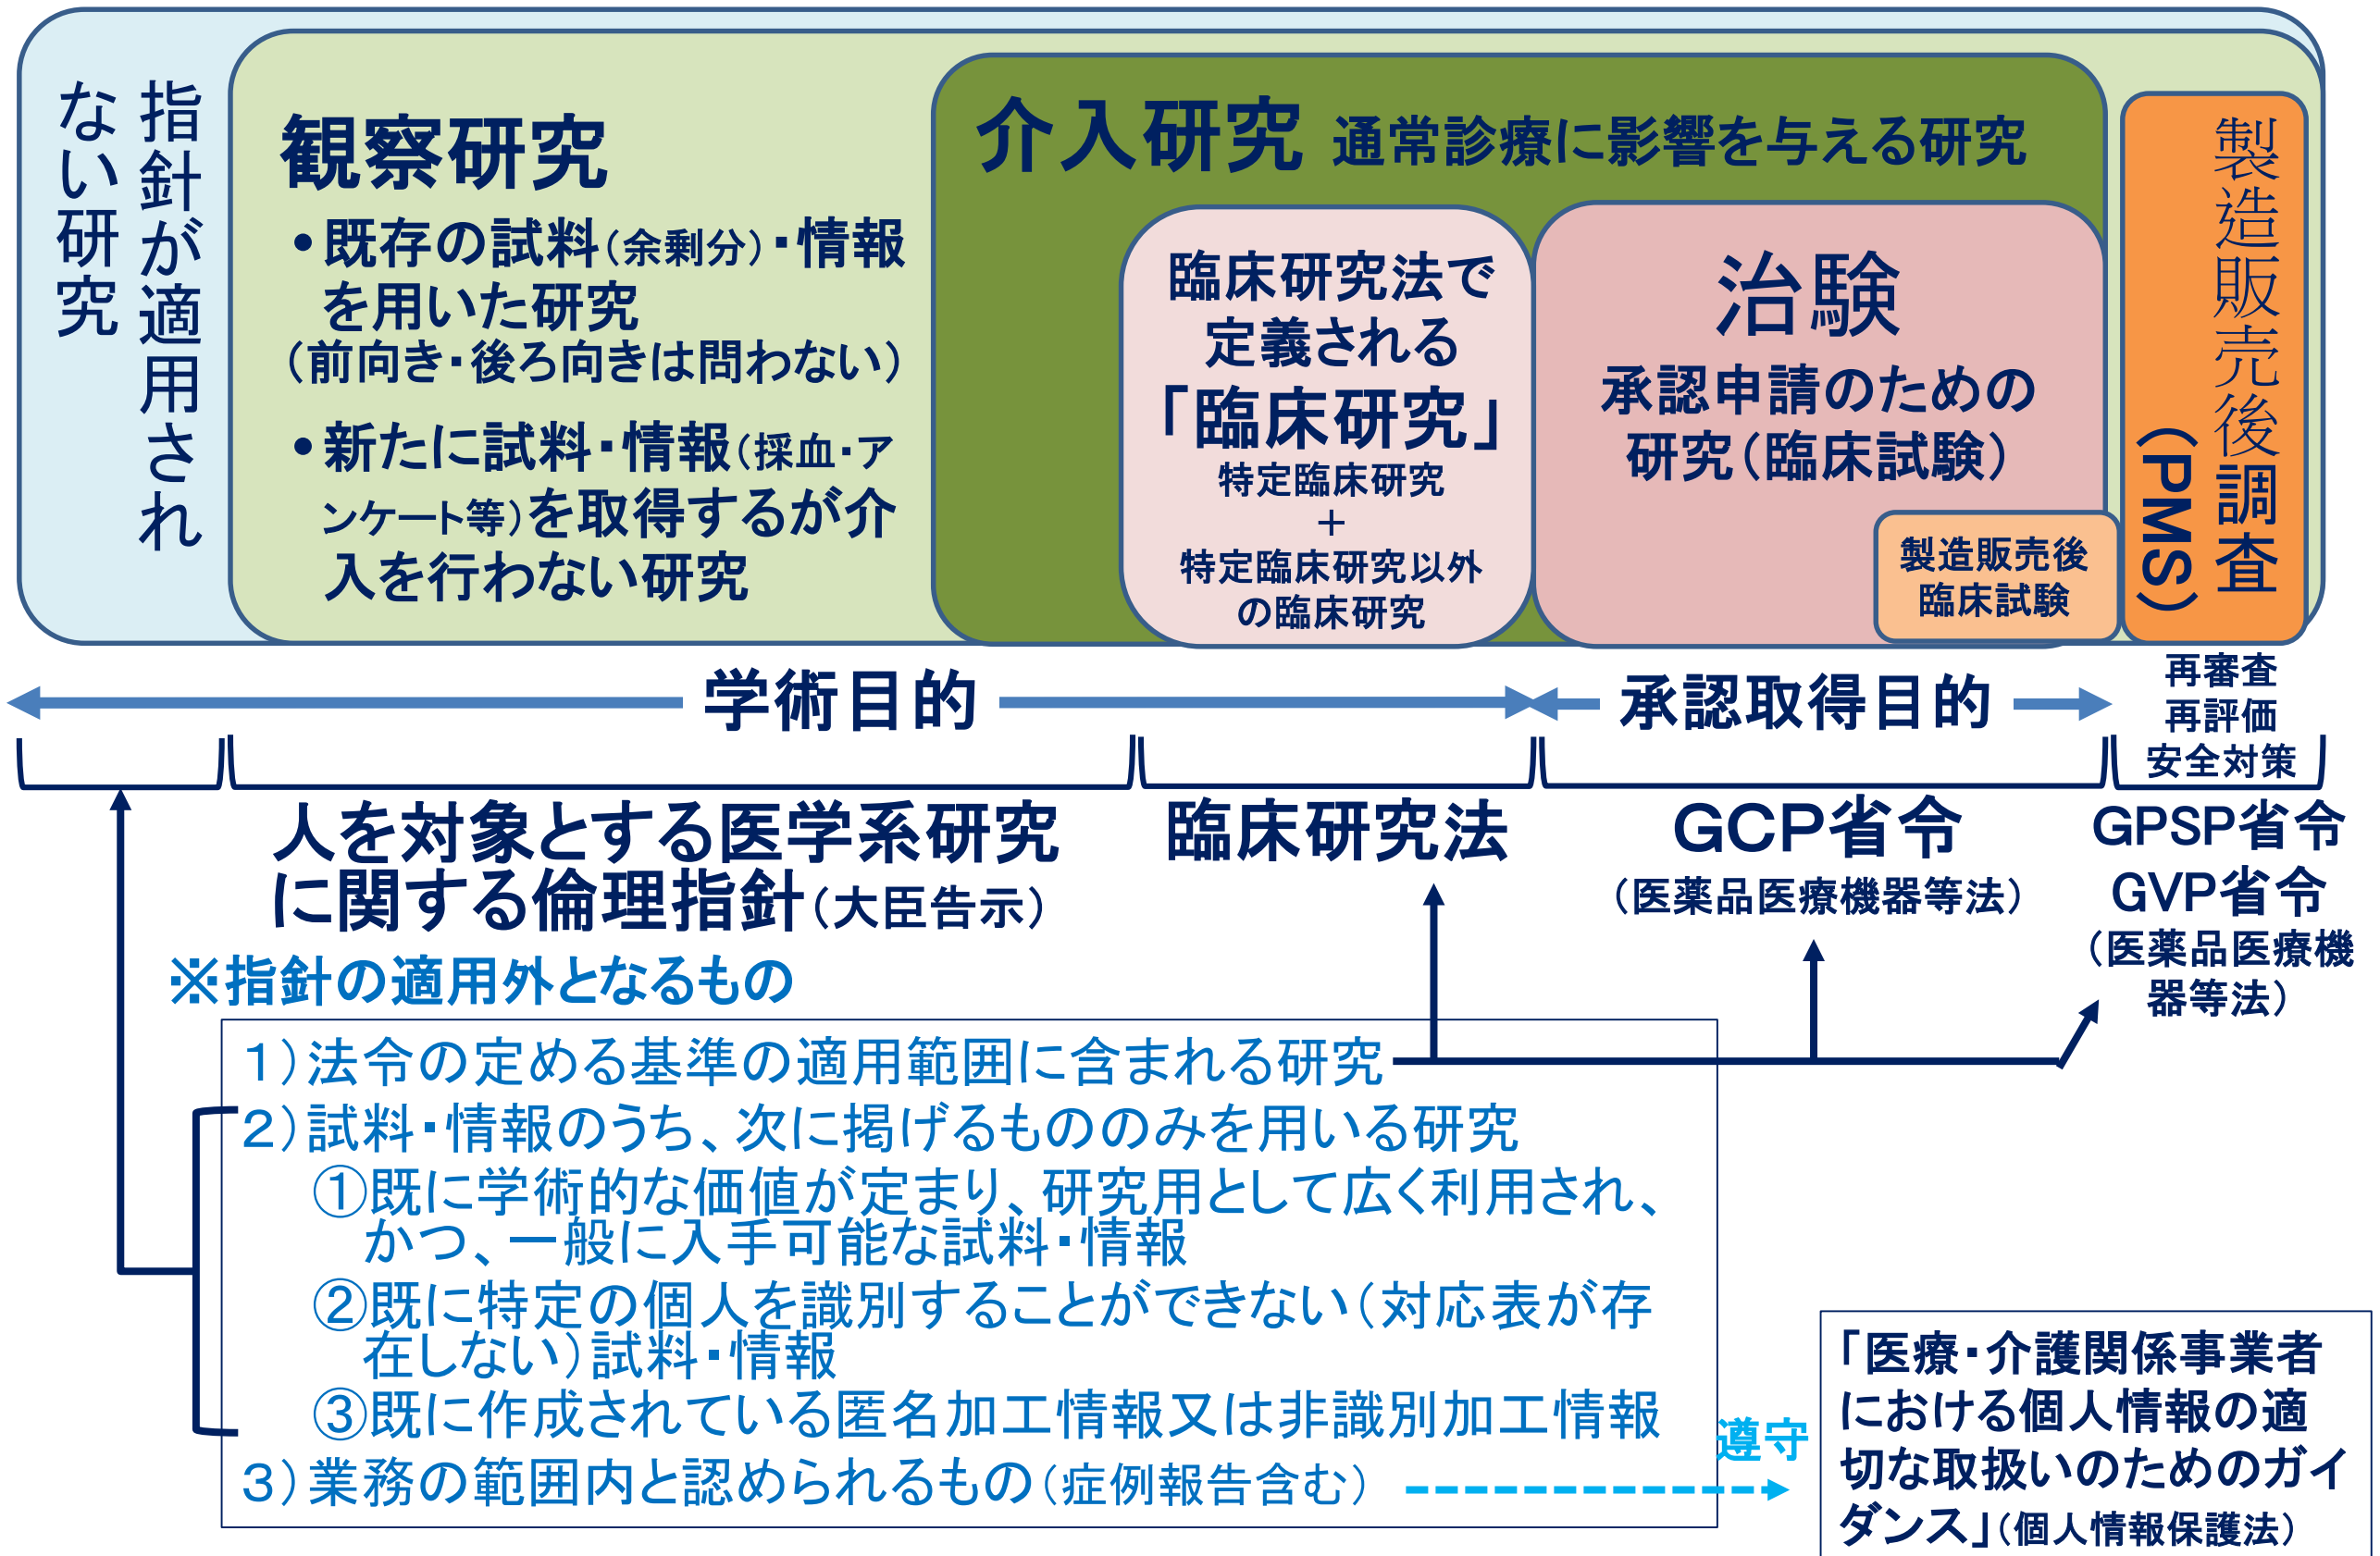 指針が適用され
ない研究
観察研究
・既存の試料（余剰分）・情報
を用いた研究
（前向き・後ろ向きは問わない）
・新たに試料・情報（採血・ア
ンケート等）を取得するが介
入を行わない研究
介入研究 通常診療に影響を与える研究
臨床研究法で
定義される
「臨床研究」
特定臨床研究
＋
特定臨床研究以外
の臨床研究
治験
承認申請のための
研究（臨床試験）
製造販売後
臨床試験
製造販売後調査
（PMS）
学術目的
承認取得目的
再審査
再評価
安全対策
人を対象とする医学系研究
に関する倫理指針（大臣告示）
臨床研究法
GCP省令
（医薬品医療機器等法）
GPSP省令
GVP省令
（医薬品医療機
器等法）
※指針の適用外となるもの
１）法令の定める基準の適用範囲に含まれる研究
２）試料・情報のうち、次に掲げるもののみを用いる研究
①既に学術的な価値が定まり、研究用として広く利用され、
かつ、一般に入手可能な試料・情報
②既に特定の個人を識別することができない（対応表が存
在しない）試料・情報
③既に作成されている匿名加工情報又は非識別加工情報
３）業務の範囲内と認められるもの（症例報告含む）
遵守
「医療・介護関係事業者
における個人情報の適
切な取扱いのためのガイ
ダンス」（個人情報保護法）